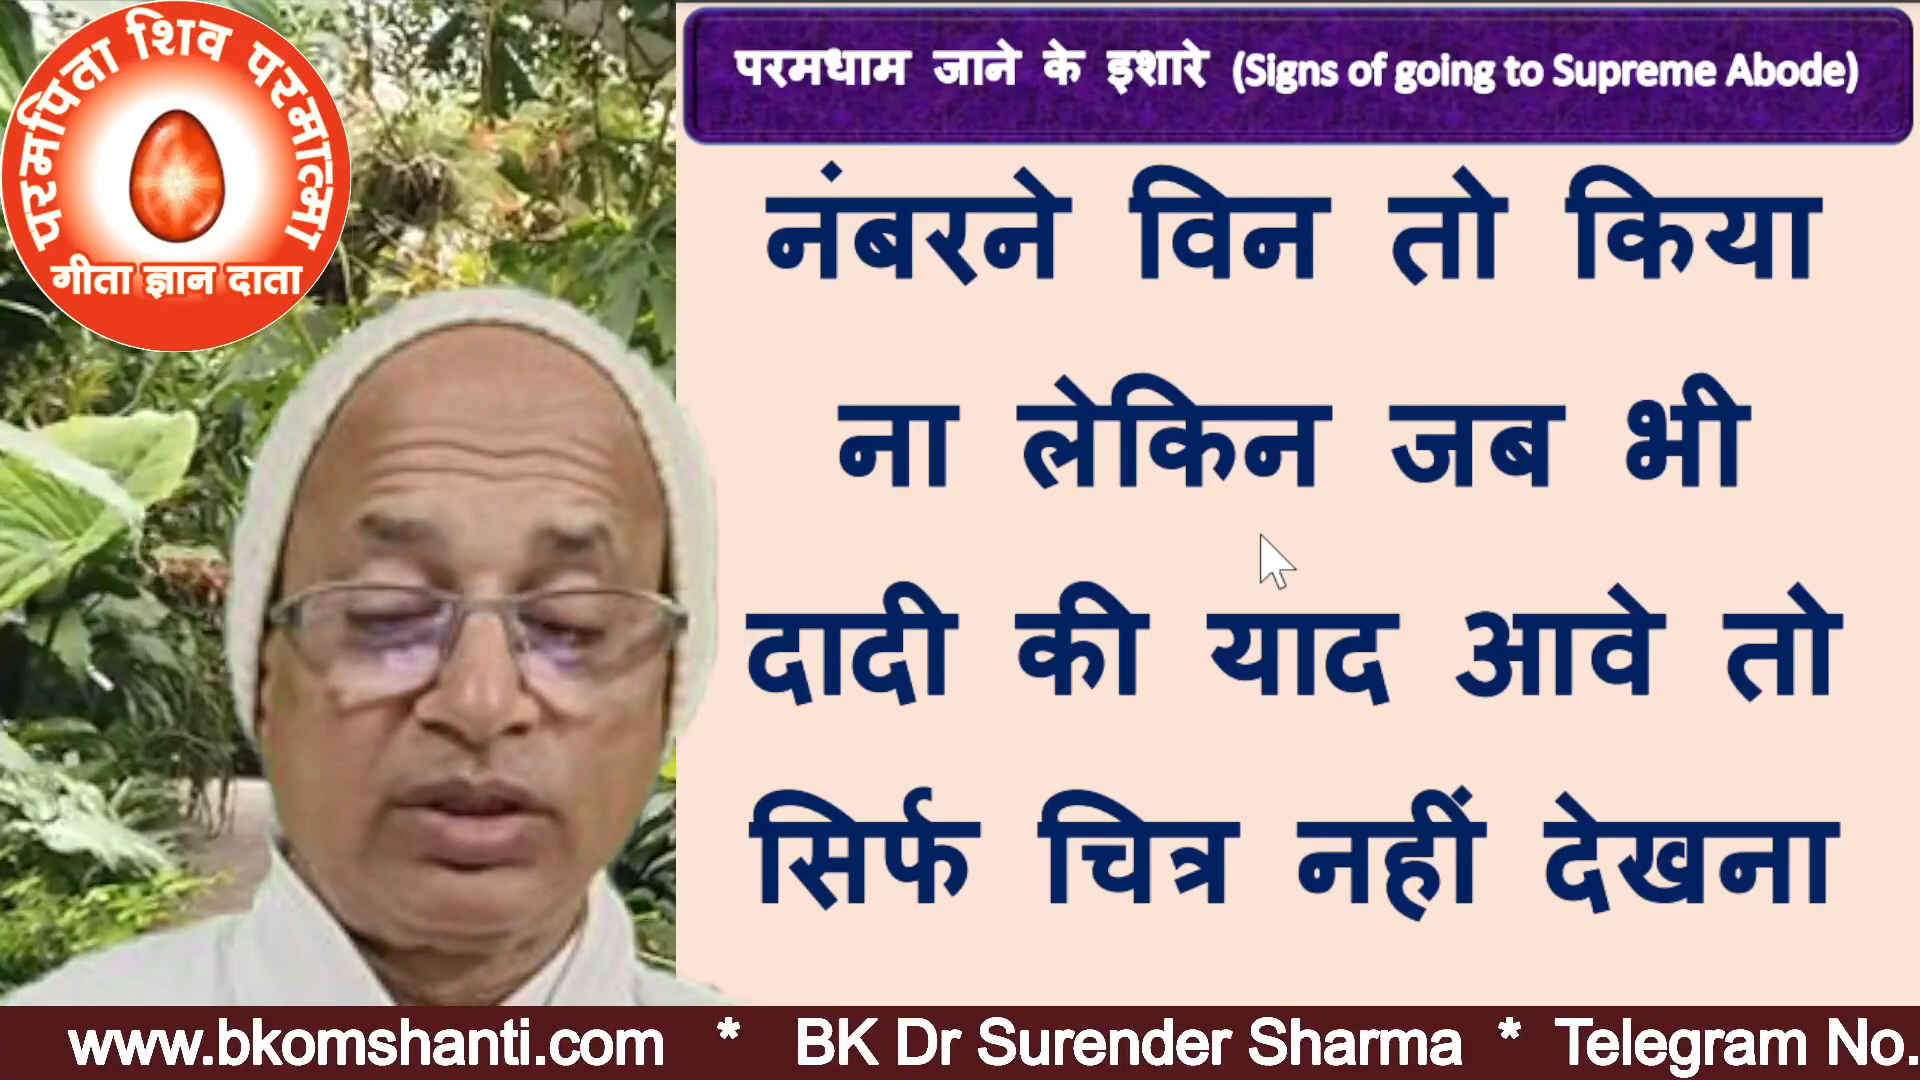 परमपिता शिव परमात्मा
गीता ज्ञान दाता
परमधाम जाने के इशारे (Signs of going to Supreme Abode)
नंबरने विन तो किया
ना लेकिन जब भी
दादी की याद आवे तो
सिर्फ चित्र नहीं देखना
www.bkomshanti.com * BK Dr Surender Sharma * Telegram No.